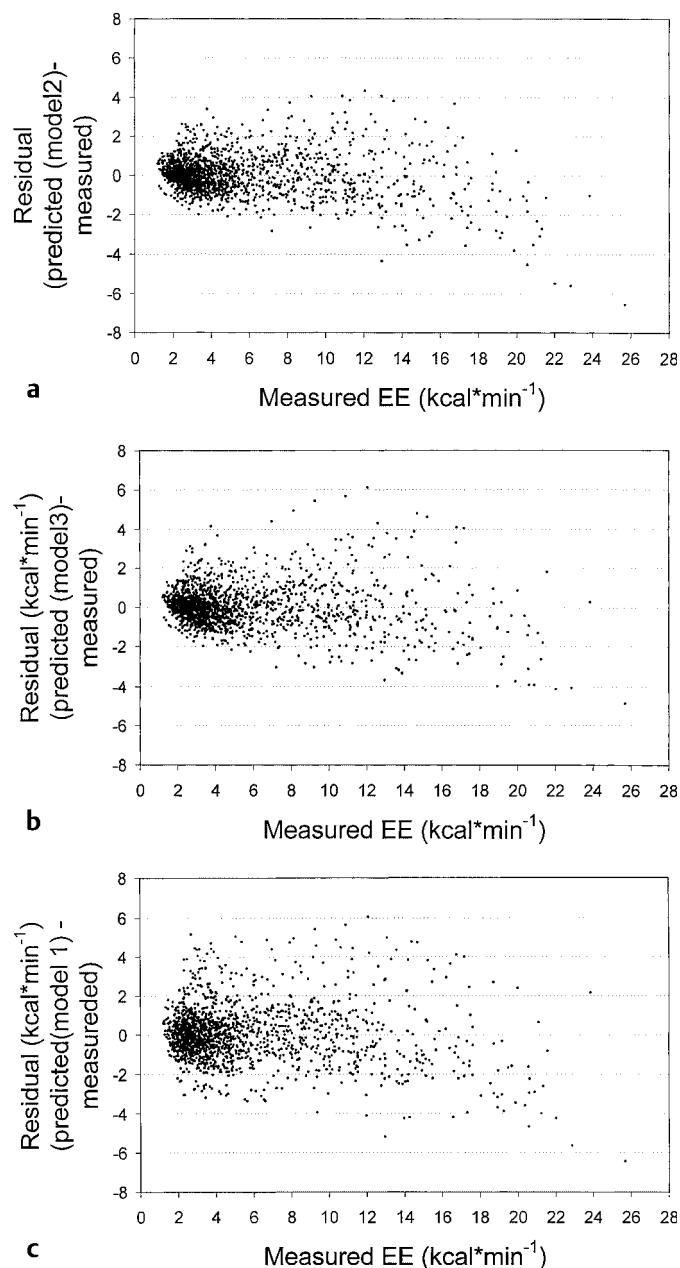 8
6
4
2
0
-2
-4
-6
-8
Residual
(predicted (model2)-
measured)
0 2 4 6 8 10 12 14 16 18 20 22 24 26 28
a
Measured EE (kcal*min-1)
8
6
4
2
0
-2
-4
-6
-8
Residual (kcal*min-1)
(predicted (model3)-
measured)
0 2 4 6 8 10 12 14 16 18 20 22 24 26 28
b
Measured EE (kcal*min-1)
8
6
4
2
0
-2
-4
-6
-8
Residual (kcal*min-1)
(predicted(model 1) -
measureded)
0 2 4 6 8 10 12 14 16 18 20 22 24 26 28
c
Measured EE (kcal*min-1)